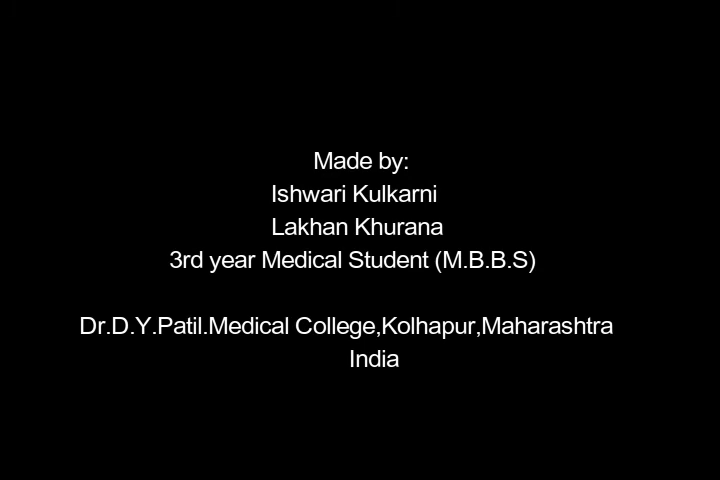 Made by:
Ishwari Kulkarni
Lakhan Khurana
3rd year Medical Student (M.B.B.S)
Dr.D.Y.Patil.Medical College,Kolhapur,Maharashtra
India